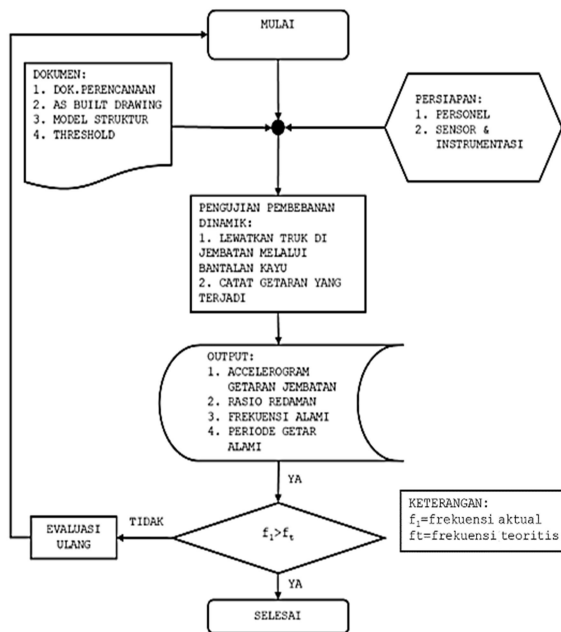 MULAI
DOKUMEN:
1. DOK.PERENCANAAN
2. AS BUILT DRAWING
3. MODEL STRUKTUR
4. THRESHOLD
PERSIAPAN:
1. PERSONEL
2. SENSOR &
INSTRUMENTASI
PENGUJIAN PEMBEBANAN
DINAMIK:
1. LEWATKAN TRUK DI
JEMBATAN MELALUI
BANTALAN KAYU
2. CATAT GETARAN YANG
TERJADI
OUTPUT:
1. ACCELEROGRAM
GETARAN JEMBATAN
2. RASIO REDAMAN
3. FREKUENSI ALAMI
4. PERIODE GETAR
ALAMI
YA
KETERANGAN:
f₁=frekuensi aktual
ft=frekuensi teoritis
EVALUASI
ULANG
TIDAK
f₁>fₜ
YA
SELESAI